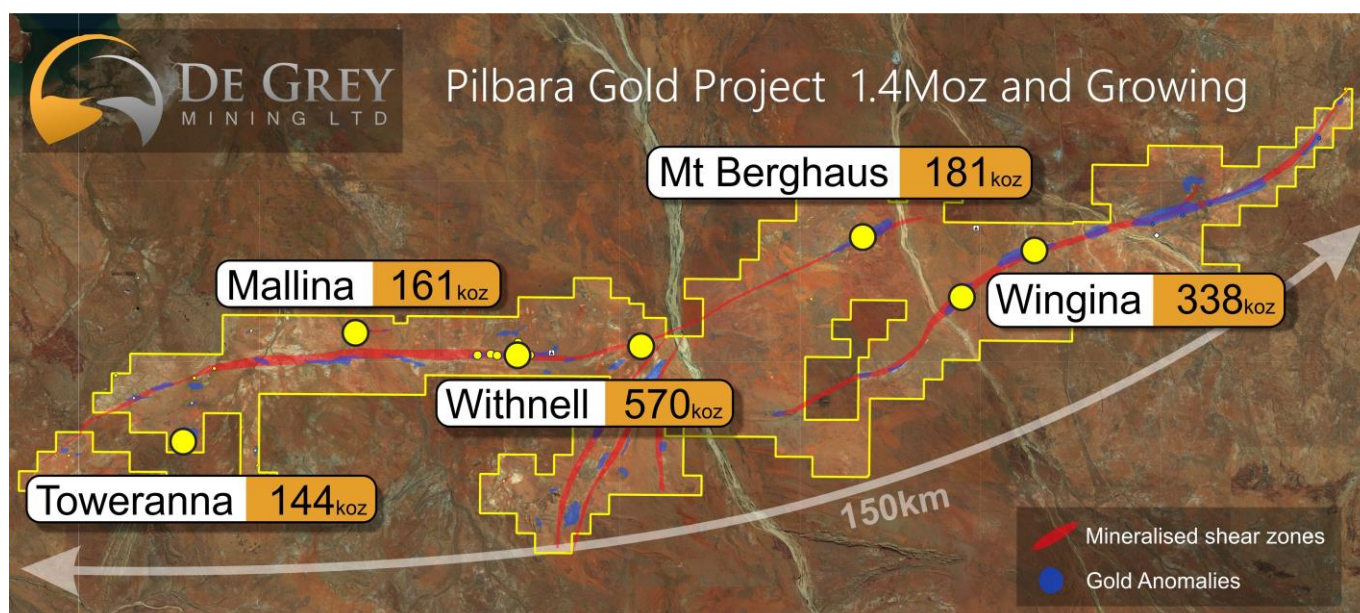 DE GREY
MINING LTD
Pilbara Gold Project 1.4Moz and Growing
Mt Berghaus 181koz
Mallina 161koz
Wingina 338koz
Withnell 570koz
Toweranna 144koz
150km
Mineralised shear zones
Gold Anomalies